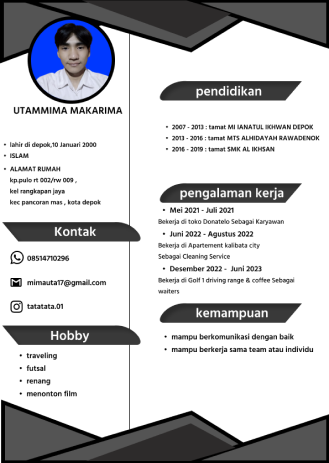 UTAMMIMA MAKARIMA
lahir di depok,10 Januari 2000
ISLAM
ALAMAT RUMAH
kp.pulo rt 002/rw 009 ,
kel rangkapan jaya
kec pancoran mas , kota depok
Kontak
08514710296
mimauta17@gmail.com
tatatata.01
Hobby
traveling
futsal
renang
menonton film
pendidikan
2007 - 2013 : tamat MI IANATUL IKHWAN DEPOK
2013 - 2016 : tamat MTS ALHIDAYAH RAWADENOK
2016 - 2019 : tamat SMK AL IKHSAN
pengalaman kerja
Mei 2021 - Juli 2021
Bekerja di toko Donatelo Sebagai Karyawan
Juni 2022 - Agustus 2022
Bekerja di Apartement kalibata city
Sebagai Cleaning Service
Desember 2022 - Juni 2023
Bekerja di Golf 1 driving range & coffee Sebagai
waiters
kemampuan
mampu berkomunikasi dengan baik
mampu berkerja sama team atau individu